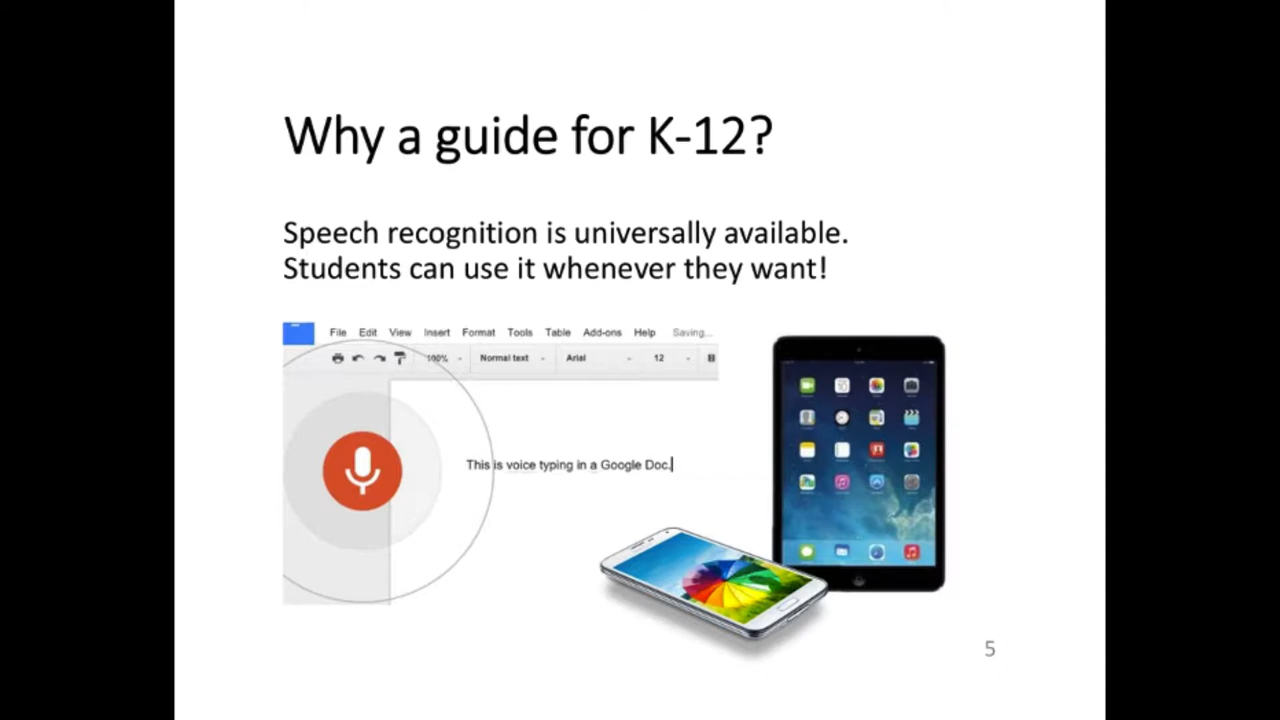 Why a guide for K-12?
Speech recognition is universally available.
Students can use it whenever they want!
File Edit View Insert Format Tools Table Add-ons Help Saving...
100% Normal text Arial 12 B
This is voice typing in a Google Doc.
5